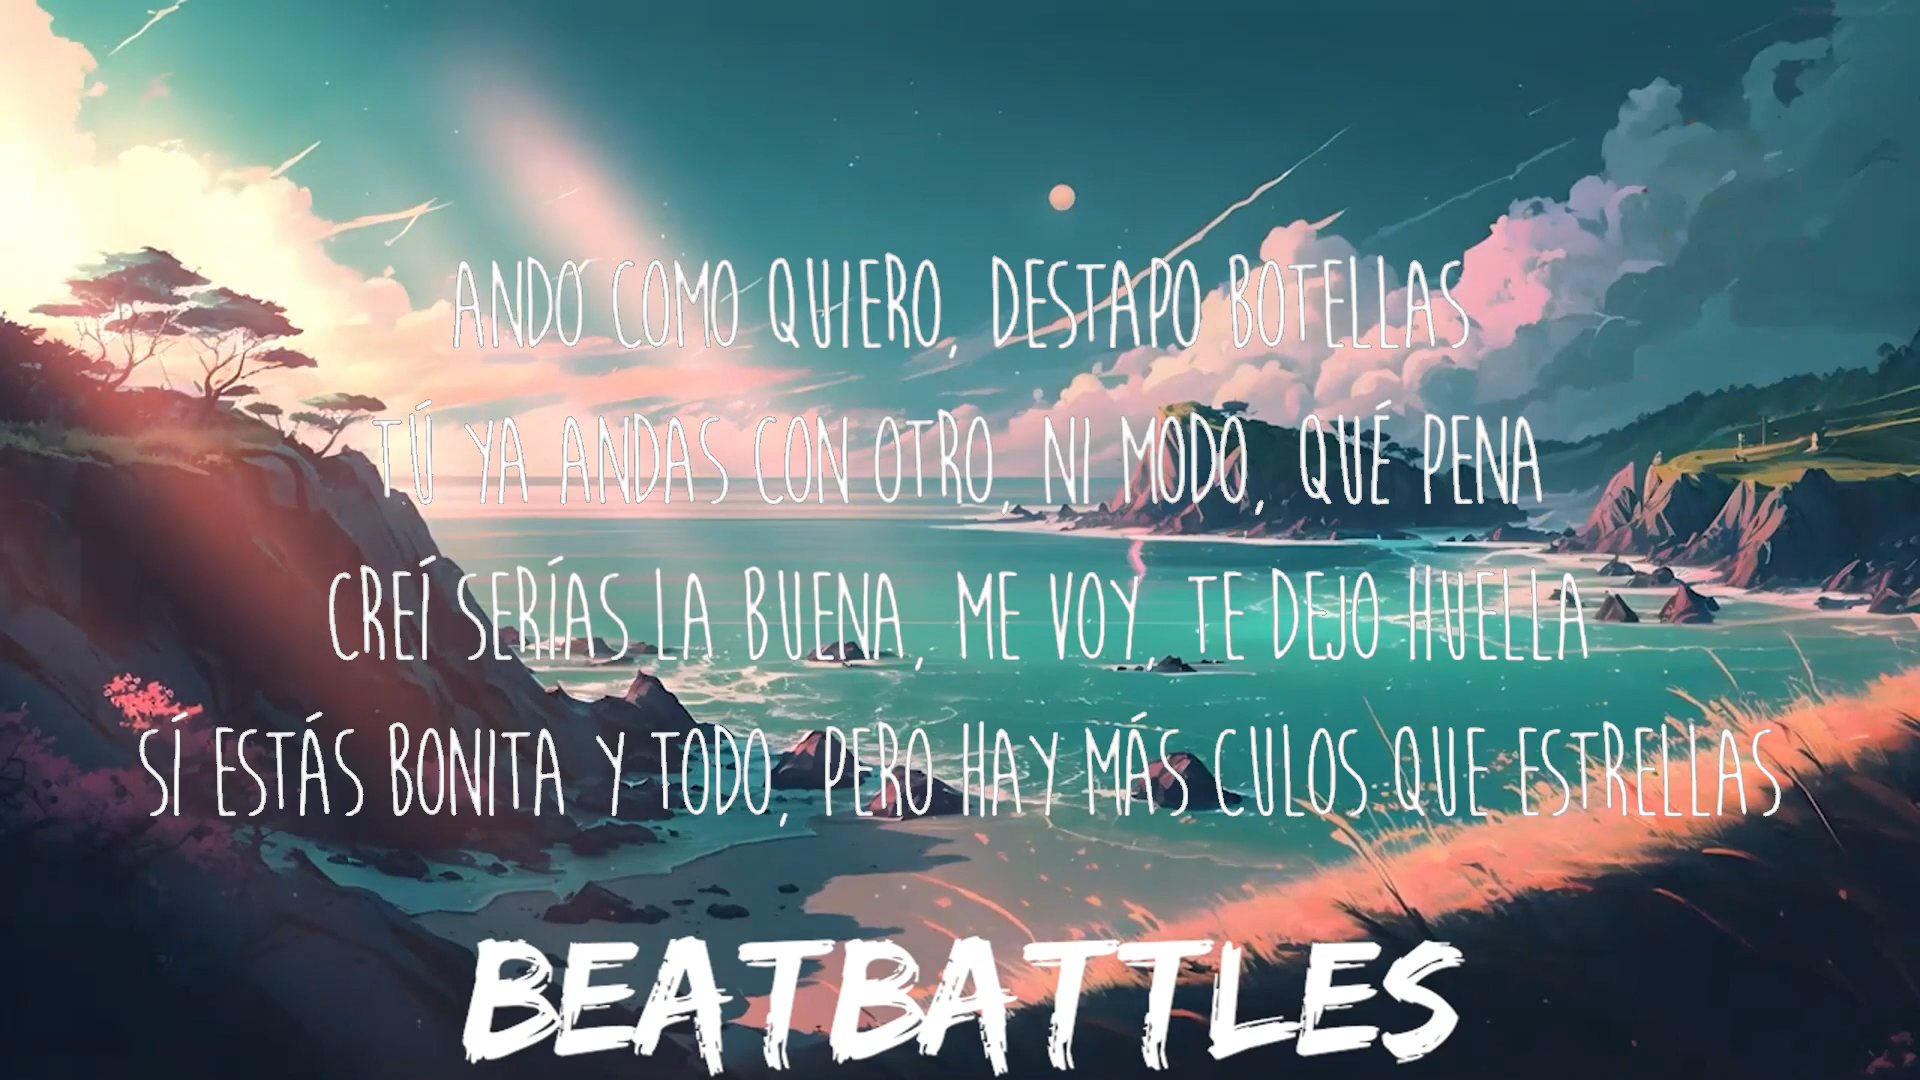 ANDO COMO QUIERO, DESTAPO BOTELLAS
TÚ YA ANDAS CON OTRO, NI MODO, QUÉ PENA
CREÍ SERÍAS LA BUENA, ME VOY, TE DEJO HUELLA
SÍ ESTÁS BONITA Y TODO, PERO HAY MÁS CULOS QUE ESTRELLAS
BEATBATTLES